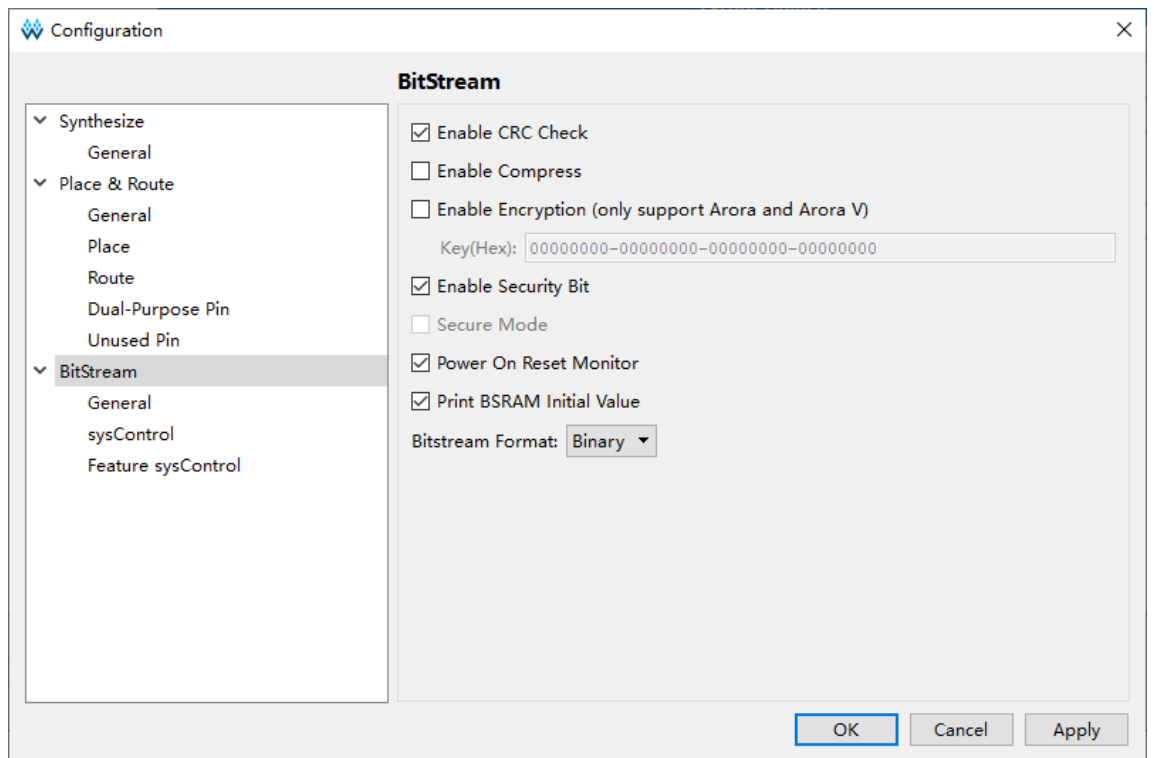 Configuration
BitStream
Synthesize
General
Place & Route
General
Place
Route
Dual-Purpose Pin
Unused Pin
BitStream
General
sysControl
Feature sysControl
Enable CRC Check
Enable Compress
Enable Encryption (only support Arora and Arora V)
Key(Hex): 00000000-00000000-00000000-00000000
Enable Security Bit
Secure Mode
Power On Reset Monitor
Print BSRAM Initial Value
Bitstream Format: Binary
OK Cancel Apply